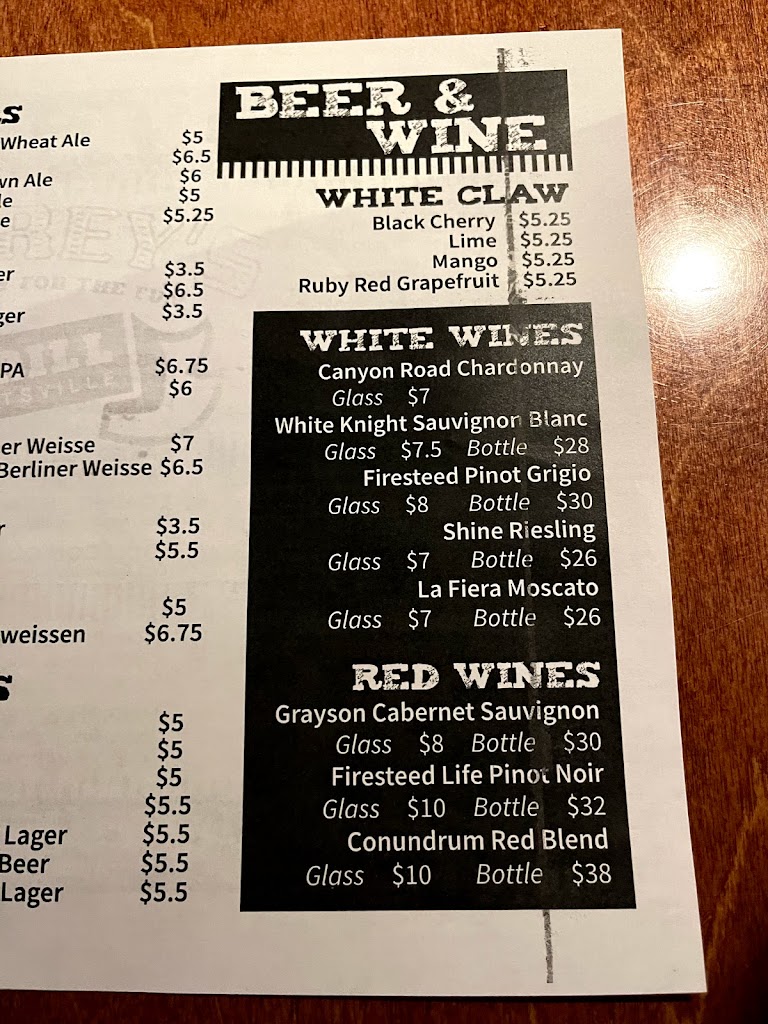 Wheat Ale $5
$6.5
wn Ale $6
$5
$5.25
$3.5
$6.5
ger $3.5
PA $6.75
$6
er Weisse $7
Berliner Weisse $6.5
$3.5
$5.5
$5
weissen $6.75
$5
$5
$5
$5.5
Lager $5.5
Beer $5.5
Lager $5.5
BEER &
WINE
WHITE CLAW
Black Cherry $5.25
Lime $5.25
Mango $5.25
Ruby Red Grapefruit $5.25
WHITE WINES
Canyon Road Chardonnay
Glass $7
White Knight Sauvignon Blanc
Glass $7.5 Bottle $28
Firesteed Pinot Grigio
Glass $8 Bottle $30
Shine Riesling
Glass $7 Bottle $26
La Fiera Moscato
Glass $7 Bottle $26
RED WINES
Grayson Cabernet Sauvignon
Glass $8 Bottle $30
Firesteed Life Pinot Noir
Glass $10 Bottle $32
Conundrum Red Blend
Glass $10 Bottle $38